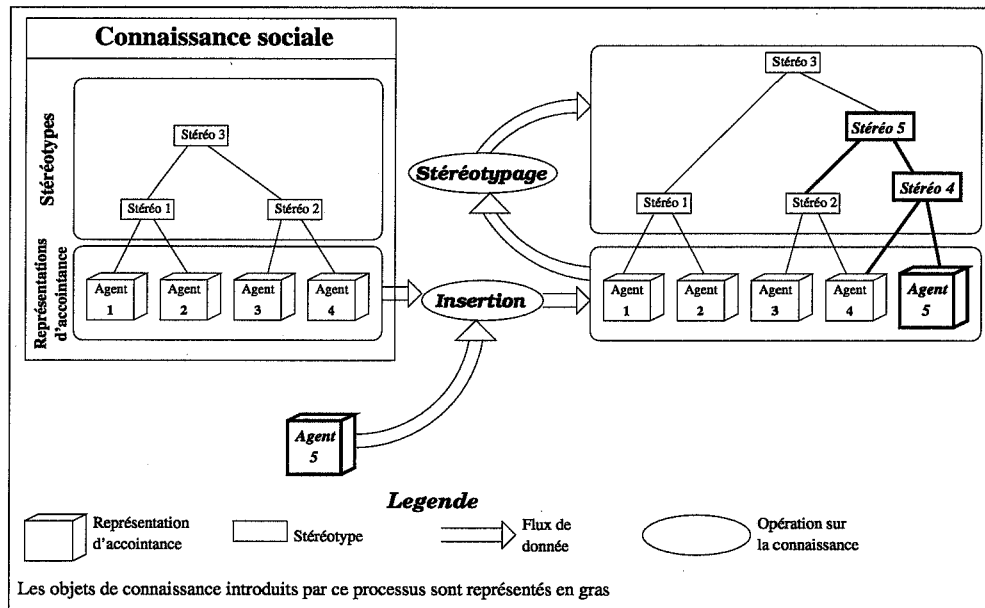 Connaissance sociale
Stéréotypes
Stéréo 3
Stéréo 1
Stéréo 2
Représentations
d'accointance
Agent
1
Agent
2
Agent
3
Agent
4
Stéréotypage
Insertion
Agent
5
Stéréo 3
Stéréo 5
Stéréo 4
Stéréo 1
Stéréo 2
Agent
1
Agent
2
Agent
3
Agent
4
Agent
5
Legende
Représentation
d'accointance
Stéréotype
Flux de
donnée
Opération sur
la connaissance
Les objets de connaissance introduits par ce processus sont représentés en gras